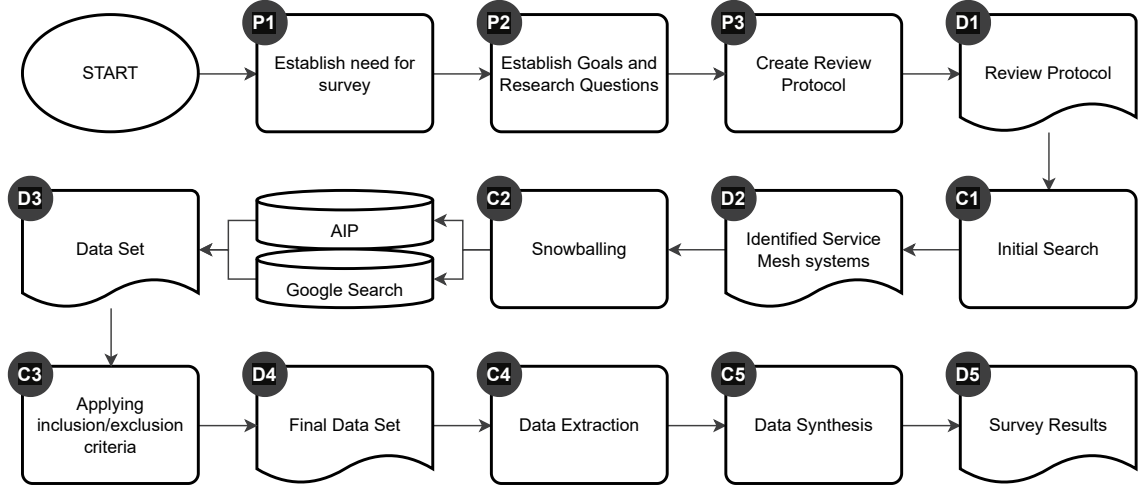 START
P1
Establish need for
survey
P2
Establish Goals and
Research Questions
P3
Create Review
Protocol
D1
Review Protocol
C1
Initial Search
D2
Identified Service
Mesh systems
C2
Snowballing
AIP
Google Search
D3
Data Set
C3
Applying
inclusion/exclusion
criteria
D4
Final Data Set
C4
Data Extraction
C5
Data Synthesis
D5
Survey Results